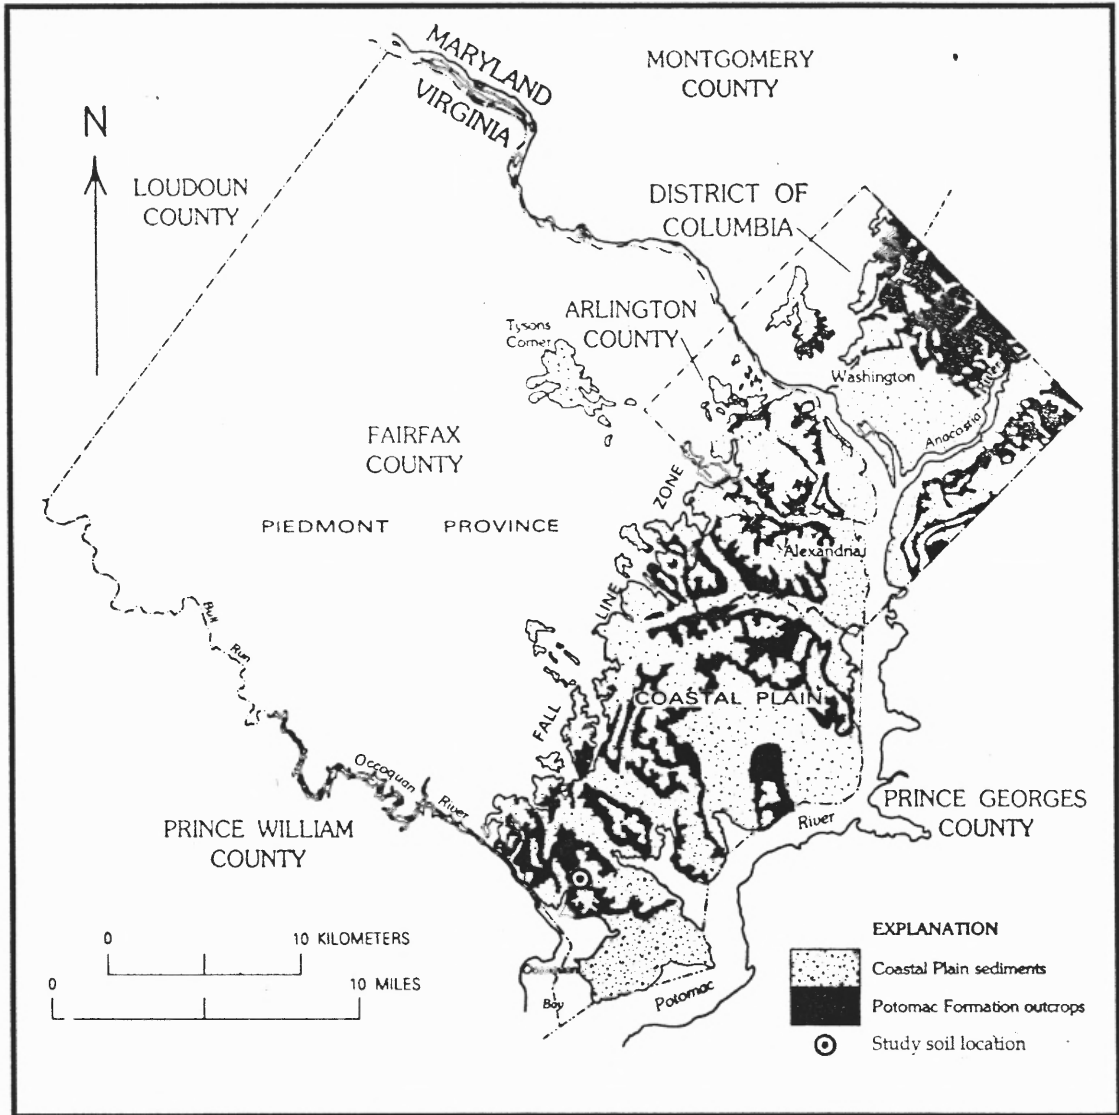 MARYLAND
VIRGINIA
MONTGOMERY
COUNTY
N
LOUDOUN
COUNTY
DISTRICT OF
COLUMBIA
ARLINGTON
COUNTY
Tysons
Corner
Washington
Anacostia River
FAIRFAX
COUNTY
PIEDMONT PROVINCE
FALL LINE ZONE
Alexandria
Bull Run
COASTAL PLAIN
Occoquan River
PRINCE WILLIAM
COUNTY
PRINCE GEORGES
COUNTY
Potomac River
Bay
0 10 KILOMETERS
0 10 MILES
EXPLANATION
Coastal Plain sediments
Potomac Formation outcrops
Study soil location